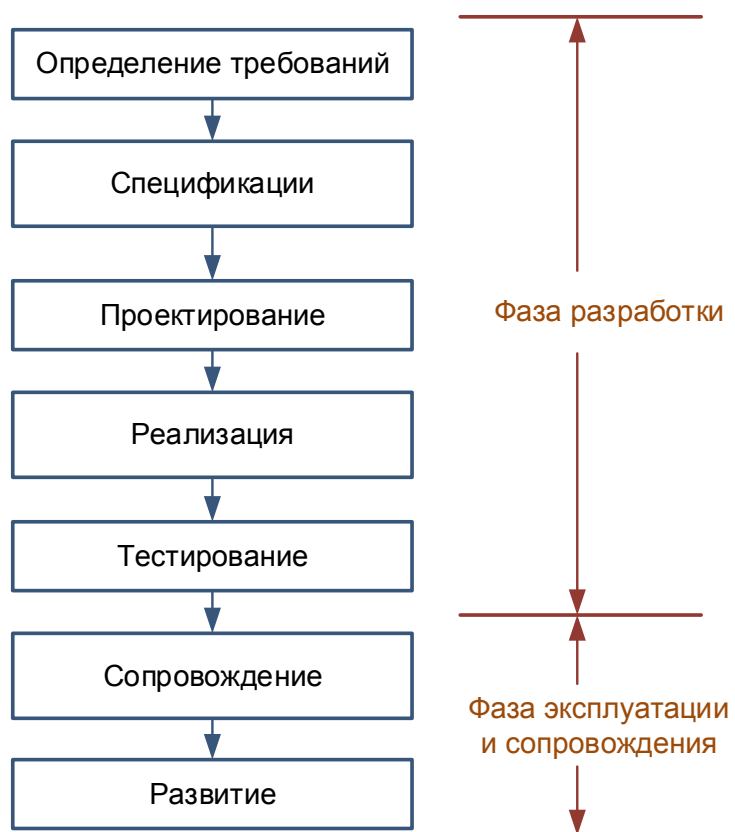 Определение требований
Спецификации
Проектирование
Реализация
Тестирование
Сопровождение
Развитие
Фаза разработки
Фаза эксплуатации
и сопровождения